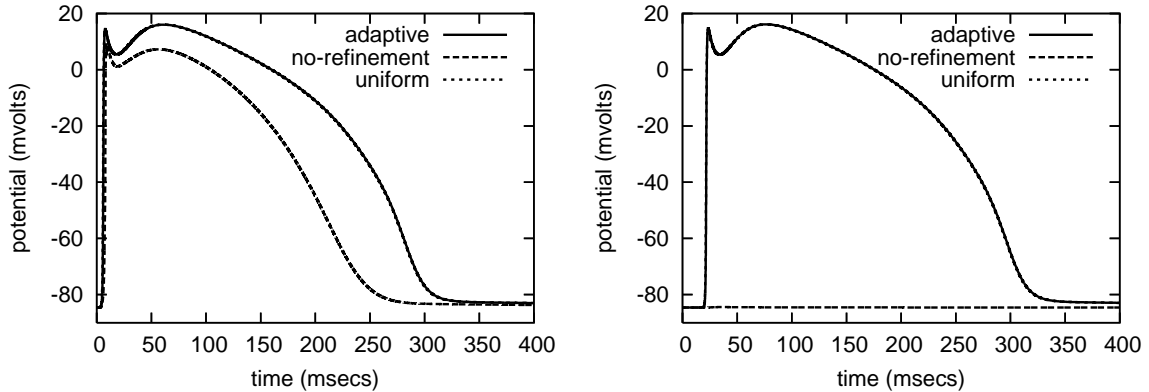 20
0
-20
-40
-60
-80
0 50 100 150 200 250 300 350 400
potential (mvolts)
time (msecs)
adaptive
no-refinement
uniform
20
0
-20
-40
-60
-80
0 50 100 150 200 250 300 350 400
potential (mvolts)
time (msecs)
adaptive
no-refinement
uniform